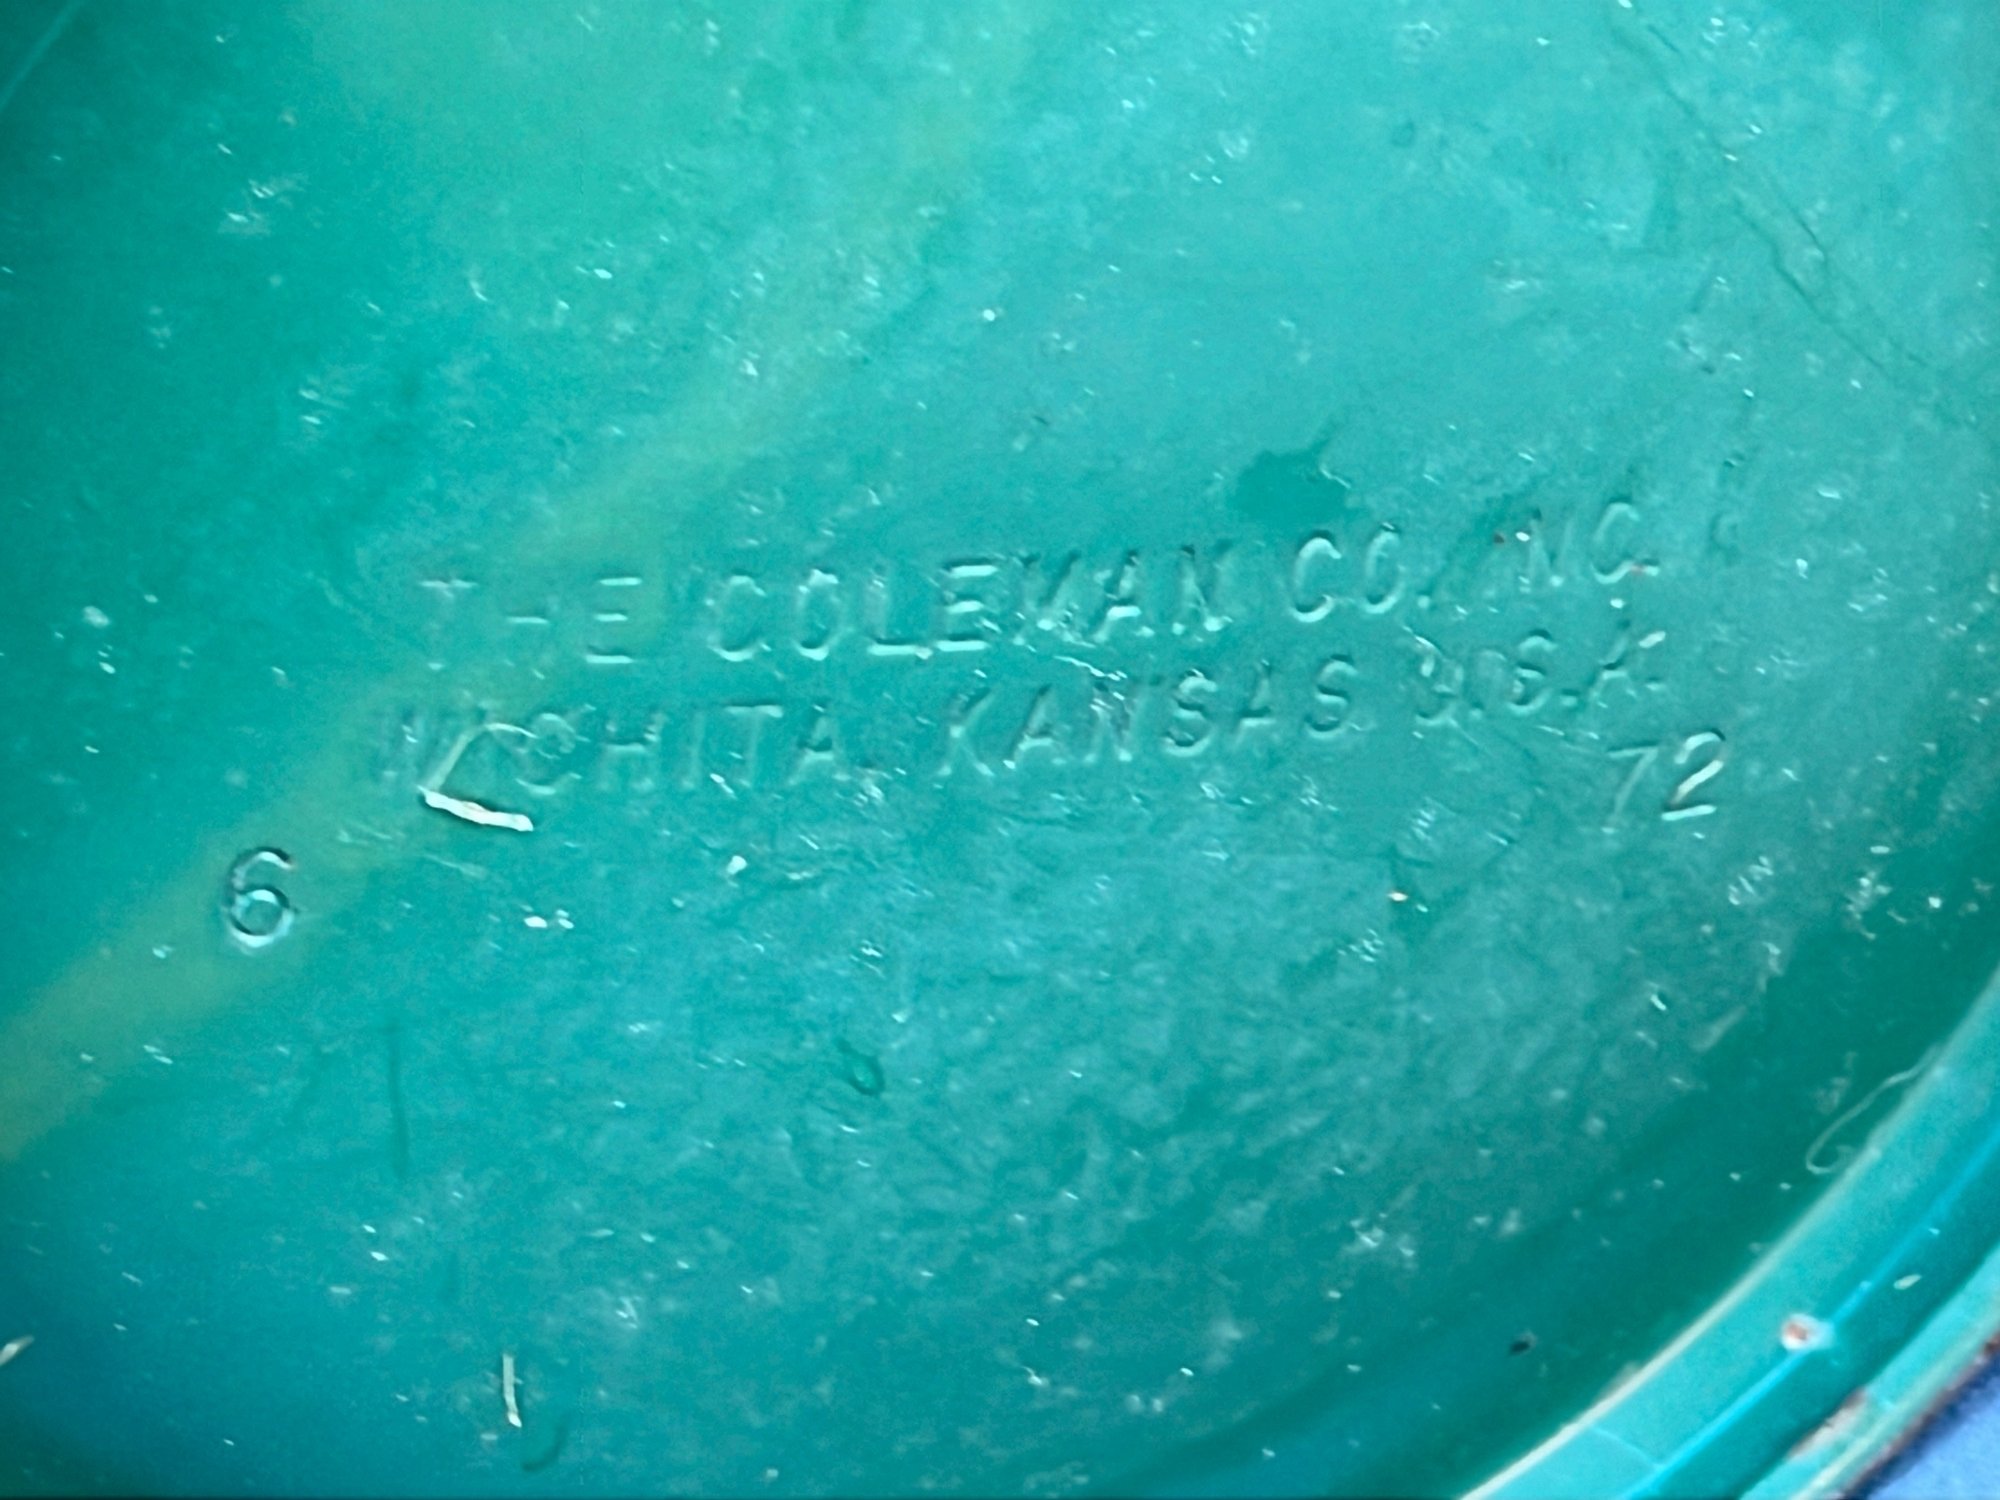 THE COLEMAN CO. INC.
WICHITA, KANSAS U.S.A.
6 72